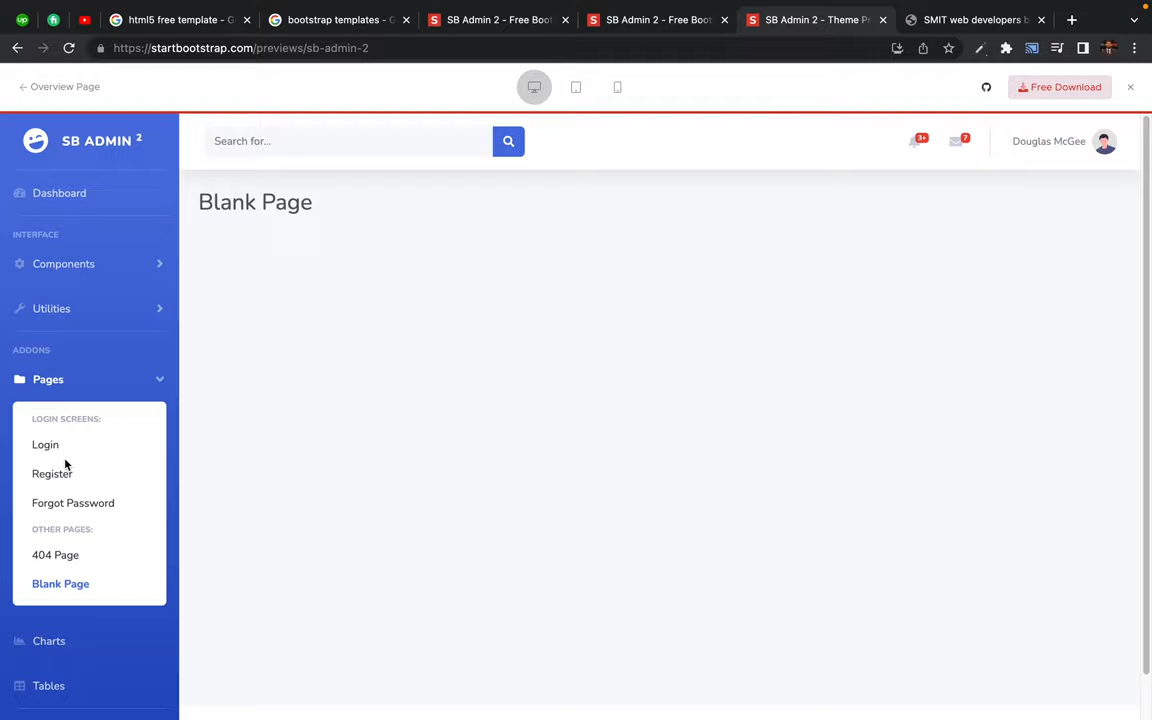 html5 free template - G
bootstrap templates - G
SB Admin 2 - Free Boot
SB Admin 2 - Free Boot
SB Admin 2 - Theme Pr
SMIT web developers b
https://startbootstrap.com/previews/sb-admin-2
Overview Page
Free Download
SB ADMIN 2
Search for...
3+
7
Douglas McGee
Dashboard
Blank Page
INTERFACE
Components
Utilities
ADDONS
Pages
LOGIN SCREENS:
Login
Register
Forgot Password
OTHER PAGES:
404 Page
Blank Page
Charts
Tables